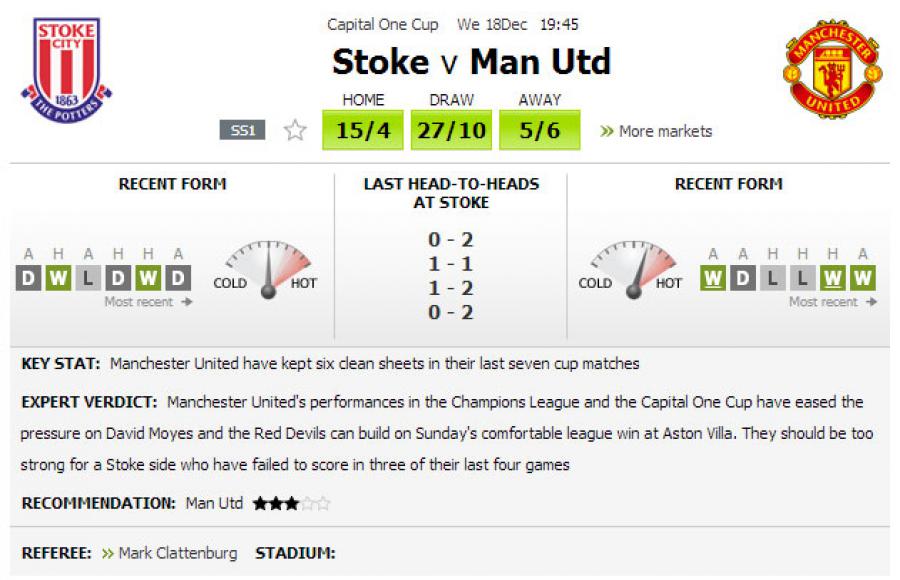 Capital One Cup We 18Dec 19:45
STOKE
CITY
1863
THE POTTERS
Stoke v Man Utd
MANCHESTER
UNITED
HOME DRAW AWAY
SS1 15/4 27/10 5/6 » More markets
RECENT FORM
LAST HEAD-TO-HEADS
AT STOKE
RECENT FORM
A H A H H A
D W L D W D
Most recent →
COLD HOT
0 - 2
1 - 1
1 - 2
0 - 2
COLD HOT
A A H H H A
W D L L W W
Most recent →
KEY STAT: Manchester United have kept six clean sheets in their last seven cup matches
EXPERT VERDICT: Manchester United's performances in the Champions League and the Capital One Cup have eased the
pressure on David Moyes and the Red Devils can build on Sunday's comfortable league win at Aston Villa. They should be too
strong for a Stoke side who have failed to score in three of their last four games
RECOMMENDATION: Man Utd ★★★☆☆
REFEREE: » Mark Clattenburg STADIUM: